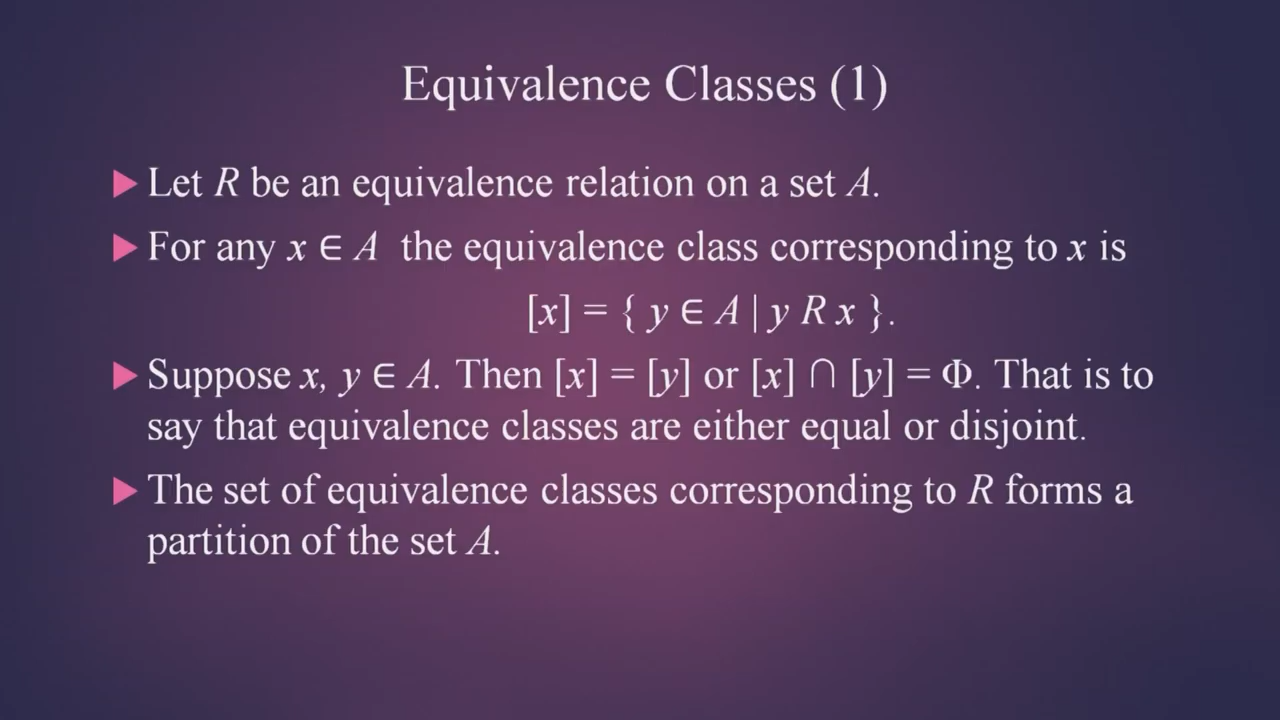 Equivalence Classes (1)
Let R be an equivalence relation on a set A.
For any x ∈ A the equivalence class corresponding to x is
[x] = { y ∈ A | y R x }.
Suppose x, y ∈ A. Then [x] = [y] or [x] ∩ [y] = Φ. That is to
say that equivalence classes are either equal or disjoint.
The set of equivalence classes corresponding to R forms a
partition of the set A.